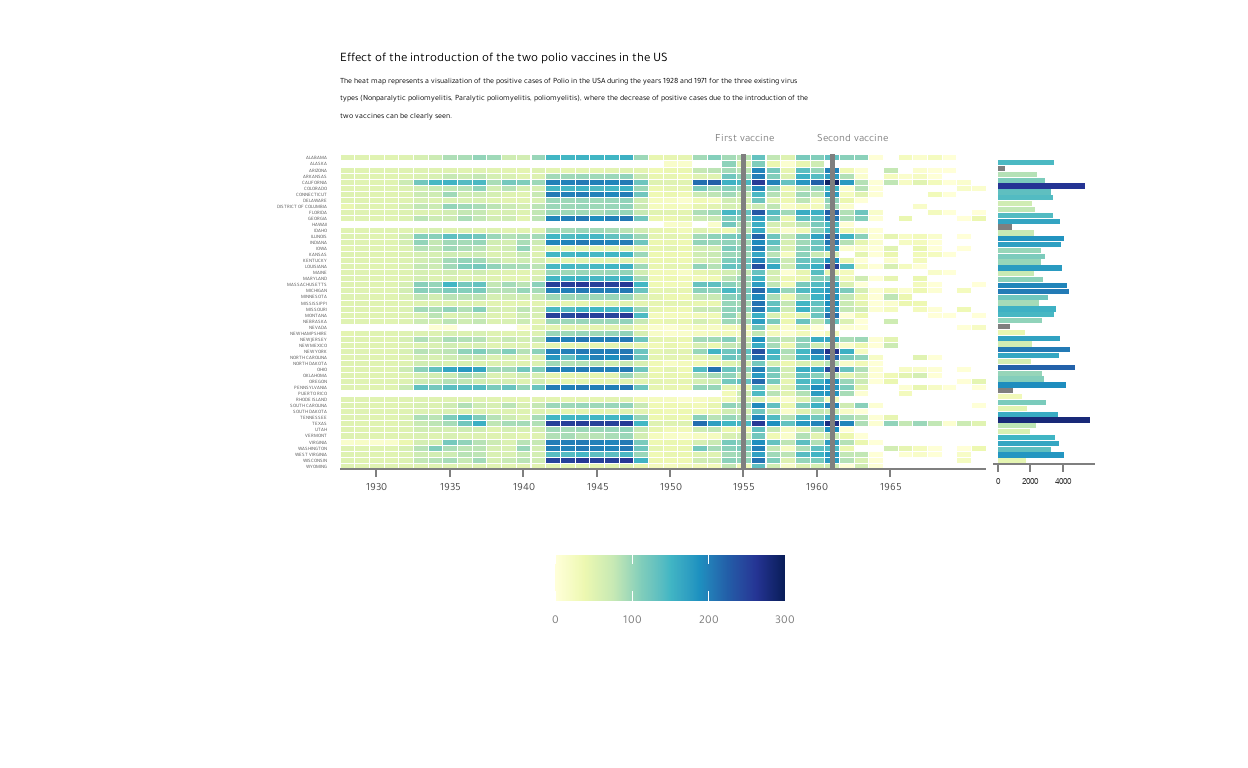 Effect of the introduction of the two polio vaccines in the US
The heat map represents a visualization of the positive cases of Polio in the USA during the years 1928 and 1971 for the three existing virus
types (Nonparalytic poliomyelitis, Paralytic poliomyelitis, poliomyelitis), where the decrease of positive cases due to the introduction of the
two vaccines can be clearly seen.
First vaccine Second vaccine
ALABAMA
ALASKA
ARIZONA
ARKANSAS
CALIFORNIA
COLORADO
CONNECTICUT
DELAWARE
DISTRICT OF COLUMBIA
FLORIDA
GEORGIA
HAWAII
IDAHO
ILLINOIS
INDIANA
IOWA
KANSAS
KENTUCKY
LOUISIANA
MAINE
MARYLAND
MASSACHUSETTS
MICHIGAN
MINNESOTA
MISSISSIPPI
MISSOURI
MONTANA
NEBRASKA
NEVADA
NEW HAMPSHIRE
NEW JERSEY
NEW MEXICO
NEW YORK
NORTH CAROLINA
NORTH DAKOTA
OHIO
OKLAHOMA
OREGON
PENNSYLVANIA
PUERTO RICO
RHODE ISLAND
SOUTH CAROLINA
SOUTH DAKOTA
TENNESSEE
TEXAS
UTAH
VERMONT
VIRGINIA
WASHINGTON
WEST VIRGINIA
WISCONSIN
WYOMING
1930 1935 1940 1945 1950 1955 1960 1965
0 2000 4000
0 100 200 300